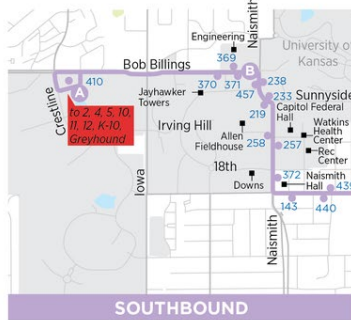 Engineering
Naismith
369
University of
Kansas
Bob Billings
B
410
370
371
238
Crestline
A
Jayhawker
Towers
457
233
Sunnyside
to 2, 4, 5, 10,
11, 12, K-10,
Greyhound
219
Capitol Federal
Hall
Irving Hill
Watkins
Health
Center
Allen
Fieldhouse
258
257
Rec
Center
Iowa
18th
372
Naismith
Hall
Downs
439
143
440
Naismith
SOUTHBOUND